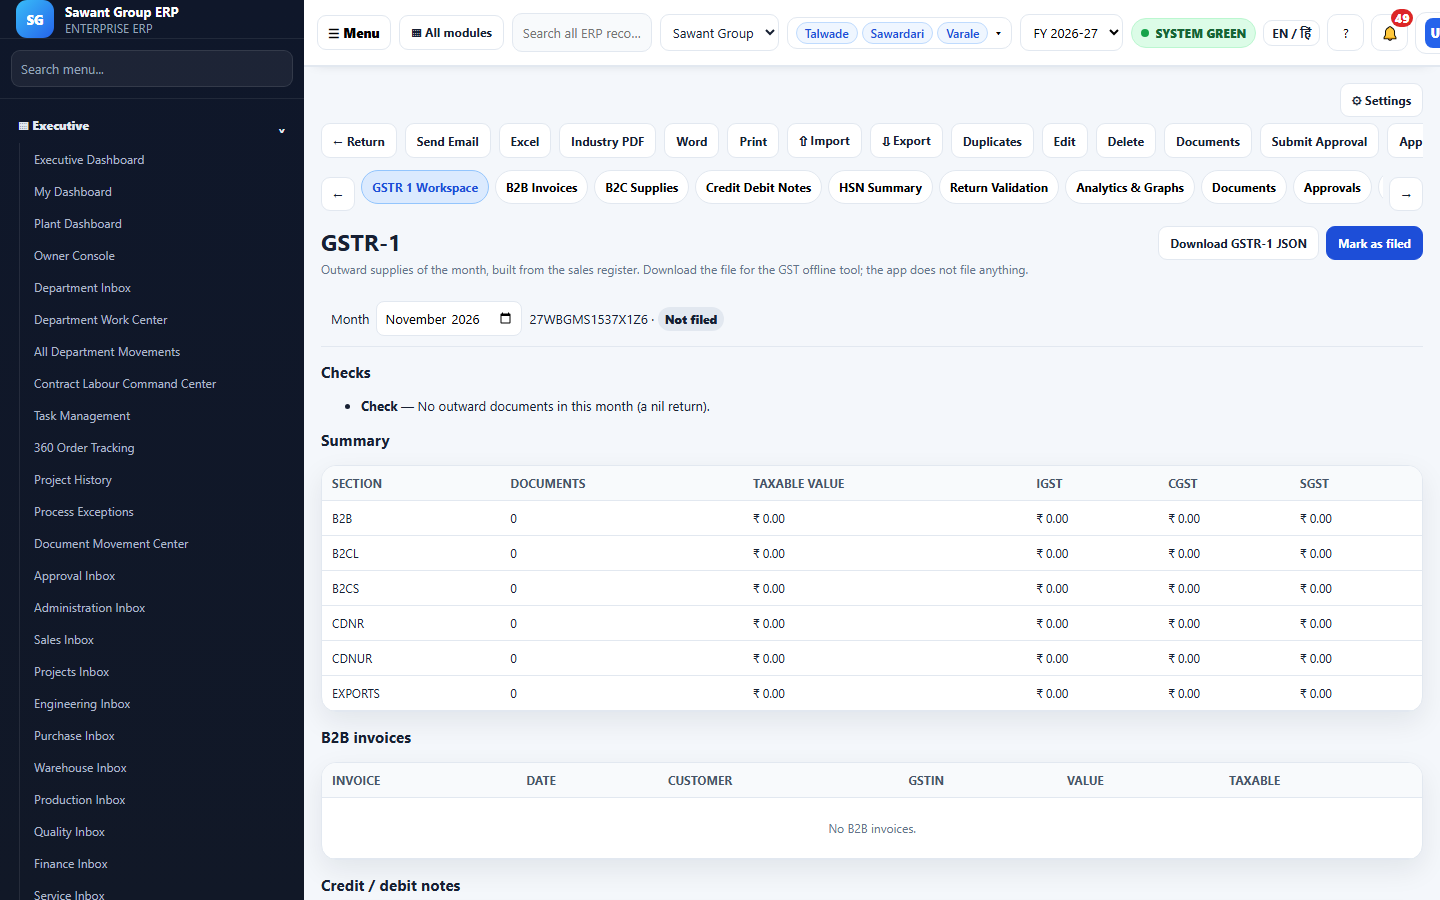 SG
Sawant Group ERP
ENTERPRISE ERP
Search menu...
Executive
Executive Dashboard
My Dashboard
Plant Dashboard
Owner Console
Department Inbox
Department Work Center
All Department Movements
Contract Labour Command Center
Task Management
360 Order Tracking
Project History
Process Exceptions
Document Movement Center
Approval Inbox
Administration Inbox
Sales Inbox
Projects Inbox
Engineering Inbox
Purchase Inbox
Warehouse Inbox
Production Inbox
Quality Inbox
Finance Inbox
Service Inbox
☰ Menu
All modules
Search all ERP reco...
Sawant Group
Talwade Sawardari Varale
FY 2026-27
SYSTEM GREEN
EN / हिं
?
49
U
⚙ Settings
← Return Send Email Excel Industry PDF Word Print ⇧ Import ⇩ Export Duplicates Edit Delete Documents Submit Approval App
← GSTR 1 Workspace B2B Invoices B2C Supplies Credit Debit Notes HSN Summary Return Validation Analytics & Graphs Documents Approvals →
GSTR-1
Download GSTR-1 JSON Mark as filed
Outward supplies of the month, built from the sales register. Download the file for the GST offline tool; the app does not file anything.
Month November 2026 27WBGMS1537X1Z6 · Not filed
Checks
• Check — No outward documents in this month (a nil return).
Summary
SECTION DOCUMENTS TAXABLE VALUE IGST CGST SGST
B2B 0 ₹ 0.00 ₹ 0.00 ₹ 0.00 ₹ 0.00
B2CL 0 ₹ 0.00 ₹ 0.00 ₹ 0.00 ₹ 0.00
B2CS 0 ₹ 0.00 ₹ 0.00 ₹ 0.00 ₹ 0.00
CDNR 0 ₹ 0.00 ₹ 0.00 ₹ 0.00 ₹ 0.00
CDNUR 0 ₹ 0.00 ₹ 0.00 ₹ 0.00 ₹ 0.00
EXPORTS 0 ₹ 0.00 ₹ 0.00 ₹ 0.00 ₹ 0.00
B2B invoices
INVOICE DATE CUSTOMER GSTIN VALUE TAXABLE
No B2B invoices.
Credit / debit notes